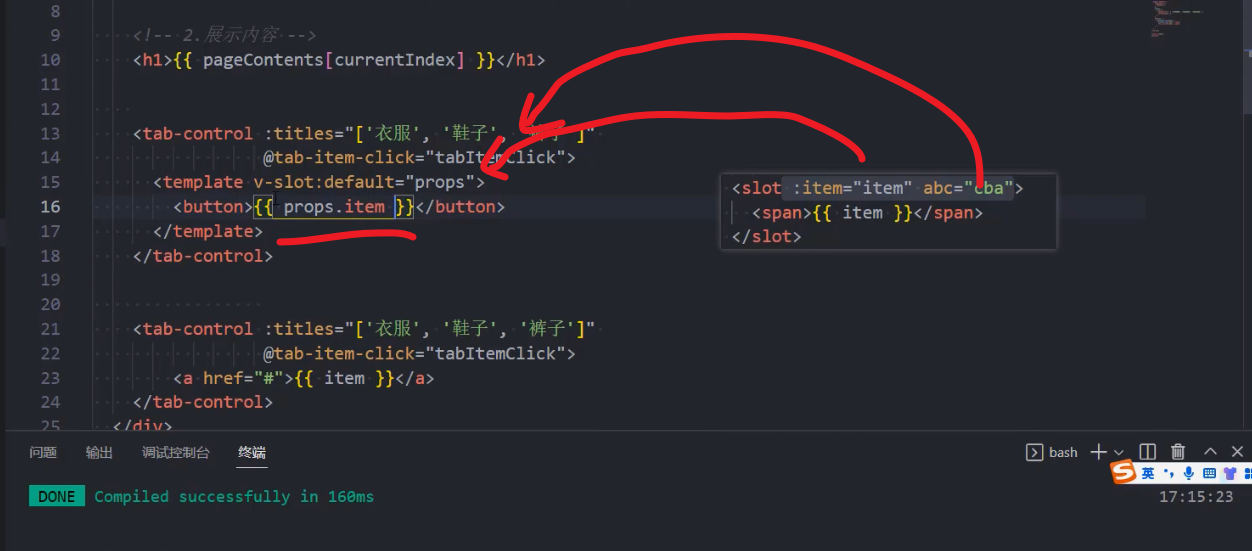 8
9 <!-- 2.展示内容 -->
10 <h1>{{ pageContents[currentIndex] }}</h1>
11
12
13 <tab-control :titles="['衣服', '鞋子', '裤子']"
14 @tab-item-click="tabItemClick">
15 <template v-slot:default="props">
16 <button>{{ props.item }}</button>
17 </template>
18 </tab-control>
19
20
21 <tab-control :titles="['衣服', '鞋子', '裤子']"
22 @tab-item-click="tabItemClick">
23 <a href="#">{{ item }}</a>
24 </tab-control>
25 </div>
<slot :item="item" abc="cba">
<span>{{ item }}</span>
</slot>
问题 输出 调试控制台 终端 bash
DONE Compiled successfully in 160ms
英
17:15:23